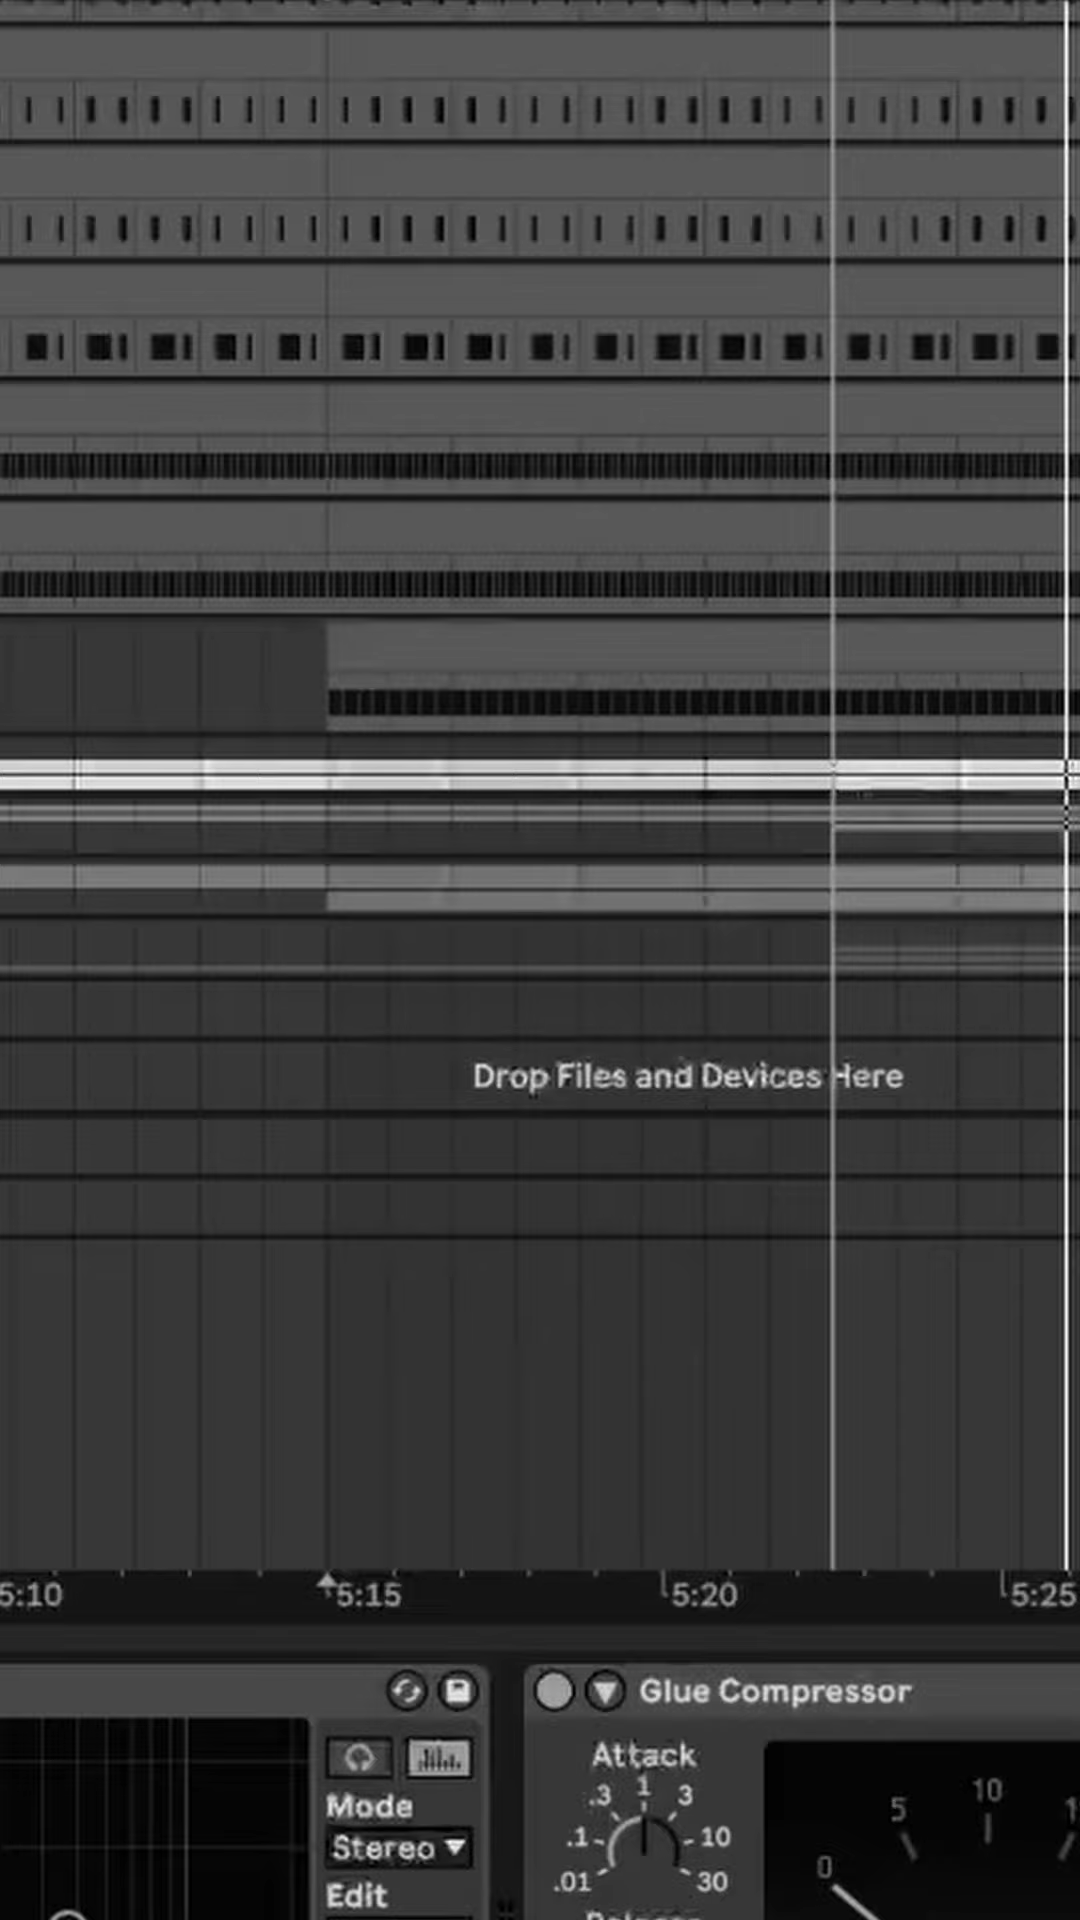 Drop Files and Devices Here
5:10 5:15 5:20 5:25
Glue Compressor
Attack
.3 1 3
.1 10
.01 30
Mode
Stereo
Edit
0 5 10